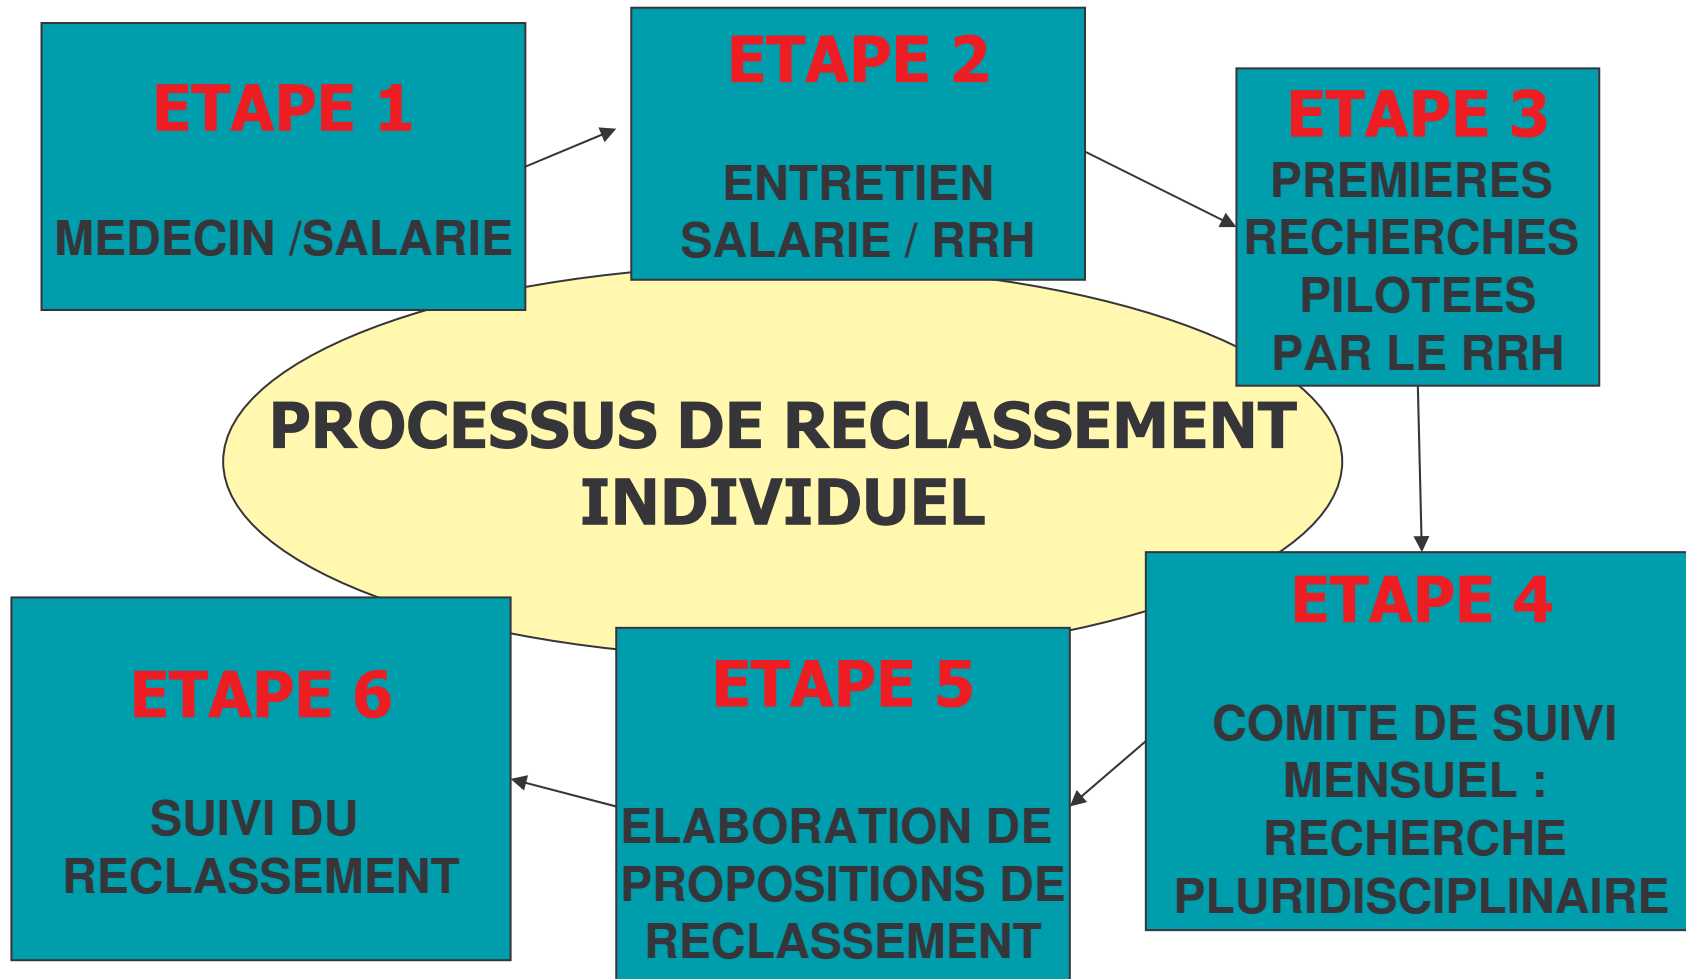 ETAPE 1
MEDECIN /SALARIE
ETAPE 2
ENTRETIEN
SALARIE / RRH
ETAPE 3
PREMIERES
RECHERCHES
PILOTEES
PAR LE RRH
PROCESSUS DE RECLASSEMENT
INDIVIDUEL
ETAPE 4
COMITE DE SUIVI
MENSUEL :
RECHERCHE
PLURIDISCIPLINAIRE
ETAPE 5
ELABORATION DE
PROPOSITIONS DE
RECLASSEMENT
ETAPE 6
SUIVI DU
RECLASSEMENT